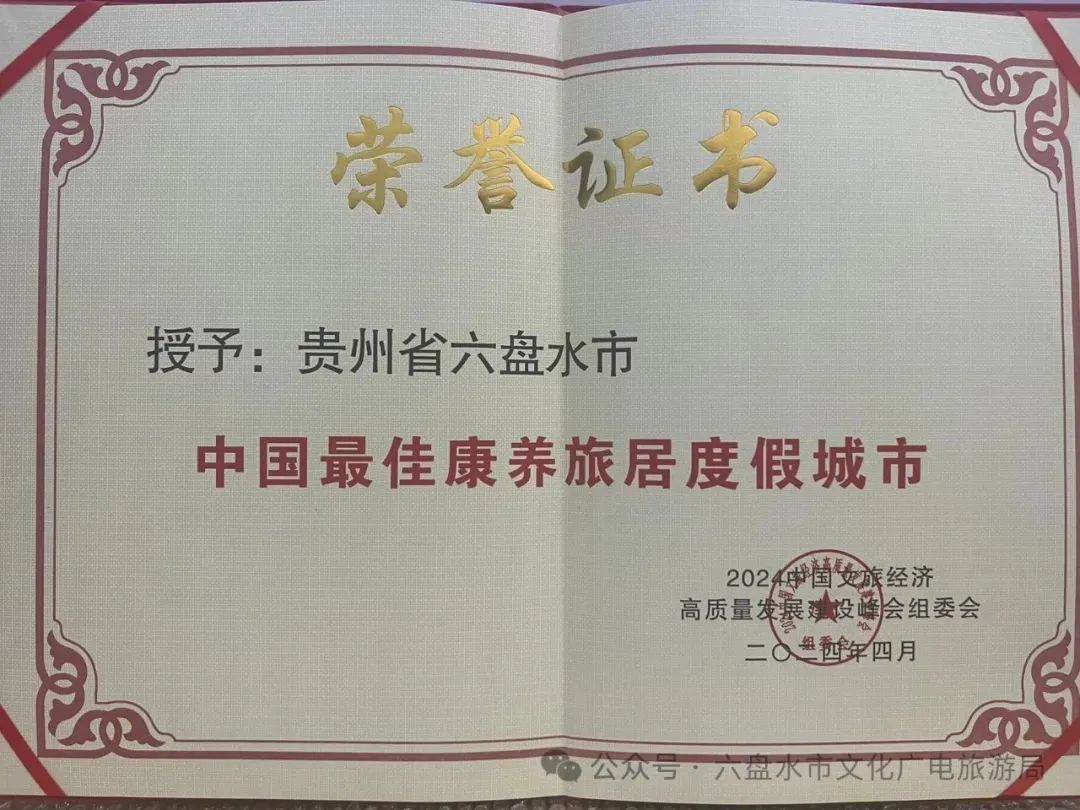 荣誉证书
授予：贵州省六盘水市
中国最佳康养旅居度假城市
2024中国文旅经济
高质量发展建设峰会组委会
二〇二四年四月
组委会
公众号·六盘水市文化广电旅游局